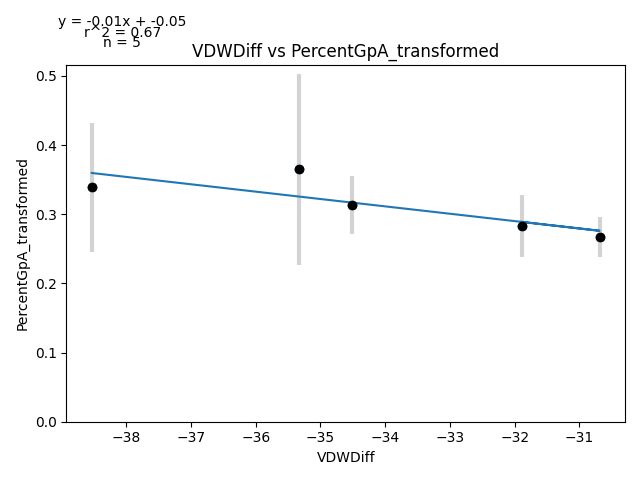 y = -0.01x + -0.05
r^2 = 0.67
n = 5
VDWDiff vs PercentGpA_transformed
PercentGpA_transformed
0.5
0.4
0.3
0.2
0.1
0.0
−38
−37
−36
−35
−34
−33
−32
−31
VDWDiff